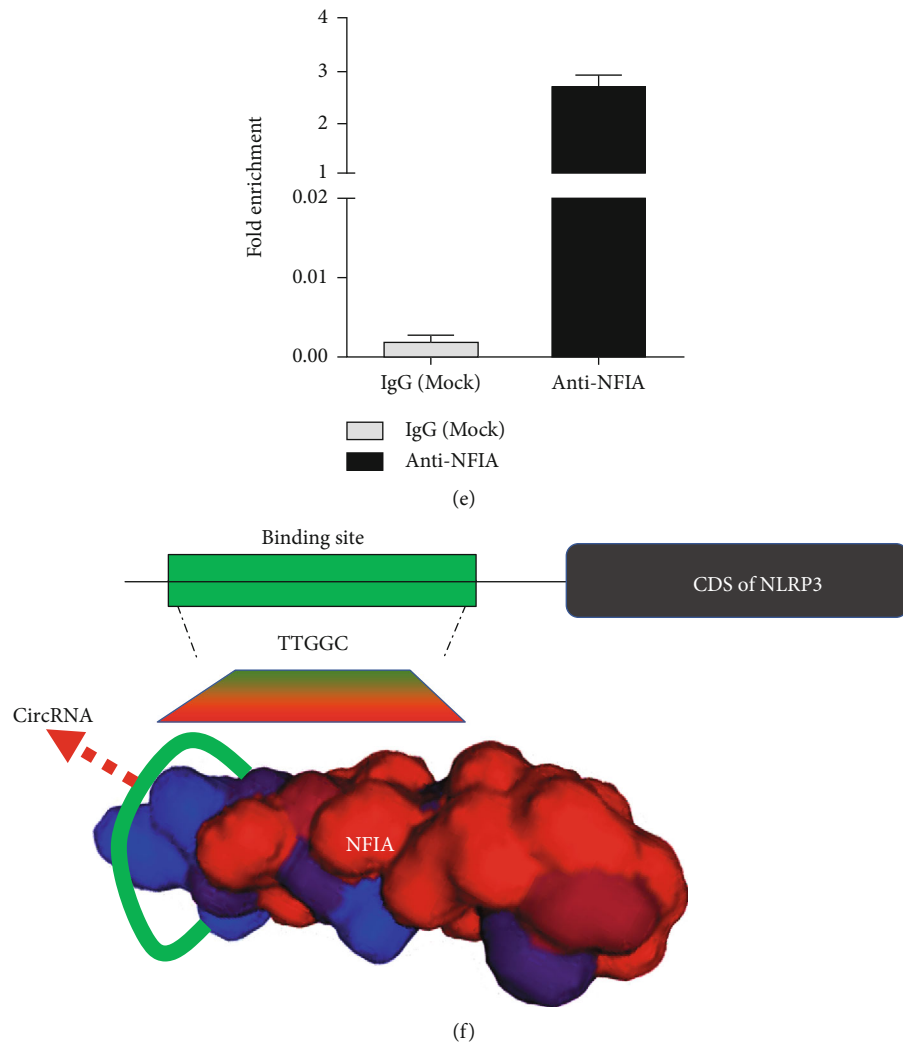 4
3
2
1
0.02
0.01
0.00
Fold enrichment
IgG (Mock)
Anti-NFIA
IgG (Mock)
Anti-NFIA
(e)
Binding site
CDS of NLRP3
TTGGC
CircRNA
NFIA
(f)